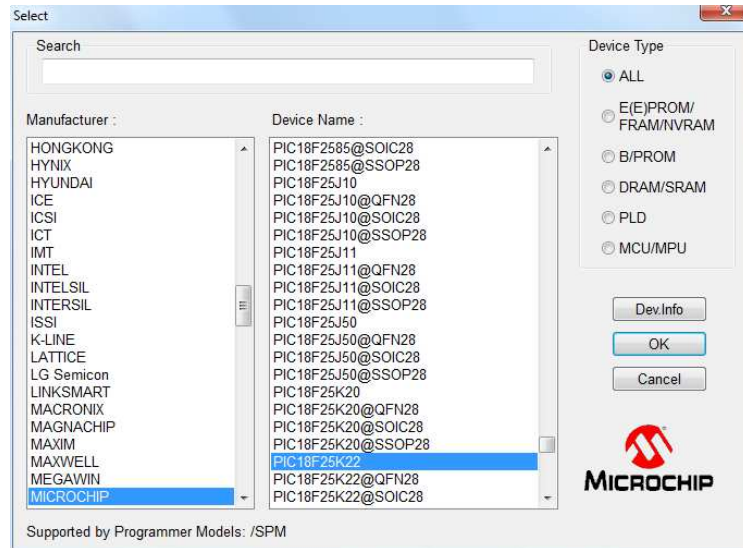 Select
Search
Device Type
ALL
E(E)PROM/
FRAM/NVRAM
B/PROM
DRAM/SRAM
PLD
MCU/MPU
Manufacturer :
HONGKONG
HYNIX
HYUNDAI
ICE
ICSI
ICT
IMT
INTEL
INTELSIL
INTERSIL
ISSI
K-LINE
LATTICE
LG Semicon
LINKSMART
MACRONIX
MAGNACHIP
MAXIM
MAXWELL
MEGAWIN
MICROCHIP
Device Name :
PIC18F2585@SOIC28
PIC18F2585@SSOP28
PIC18F25J10
PIC18F25J10@QFN28
PIC18F25J10@SOIC28
PIC18F25J10@SSOP28
PIC18F25J11
PIC18F25J11@QFN28
PIC18F25J11@SOIC28
PIC18F25J11@SSOP28
PIC18F25J50
PIC18F25J50@QFN28
PIC18F25J50@SOIC28
PIC18F25J50@SSOP28
PIC18F25K20
PIC18F25K20@QFN28
PIC18F25K20@SOIC28
PIC18F25K20@SSOP28
PIC18F25K22
PIC18F25K22@QFN28
PIC18F25K22@SOIC28
Dev.Info
OK
Cancel
MICROCHIP
Supported by Programmer Models: /SPM